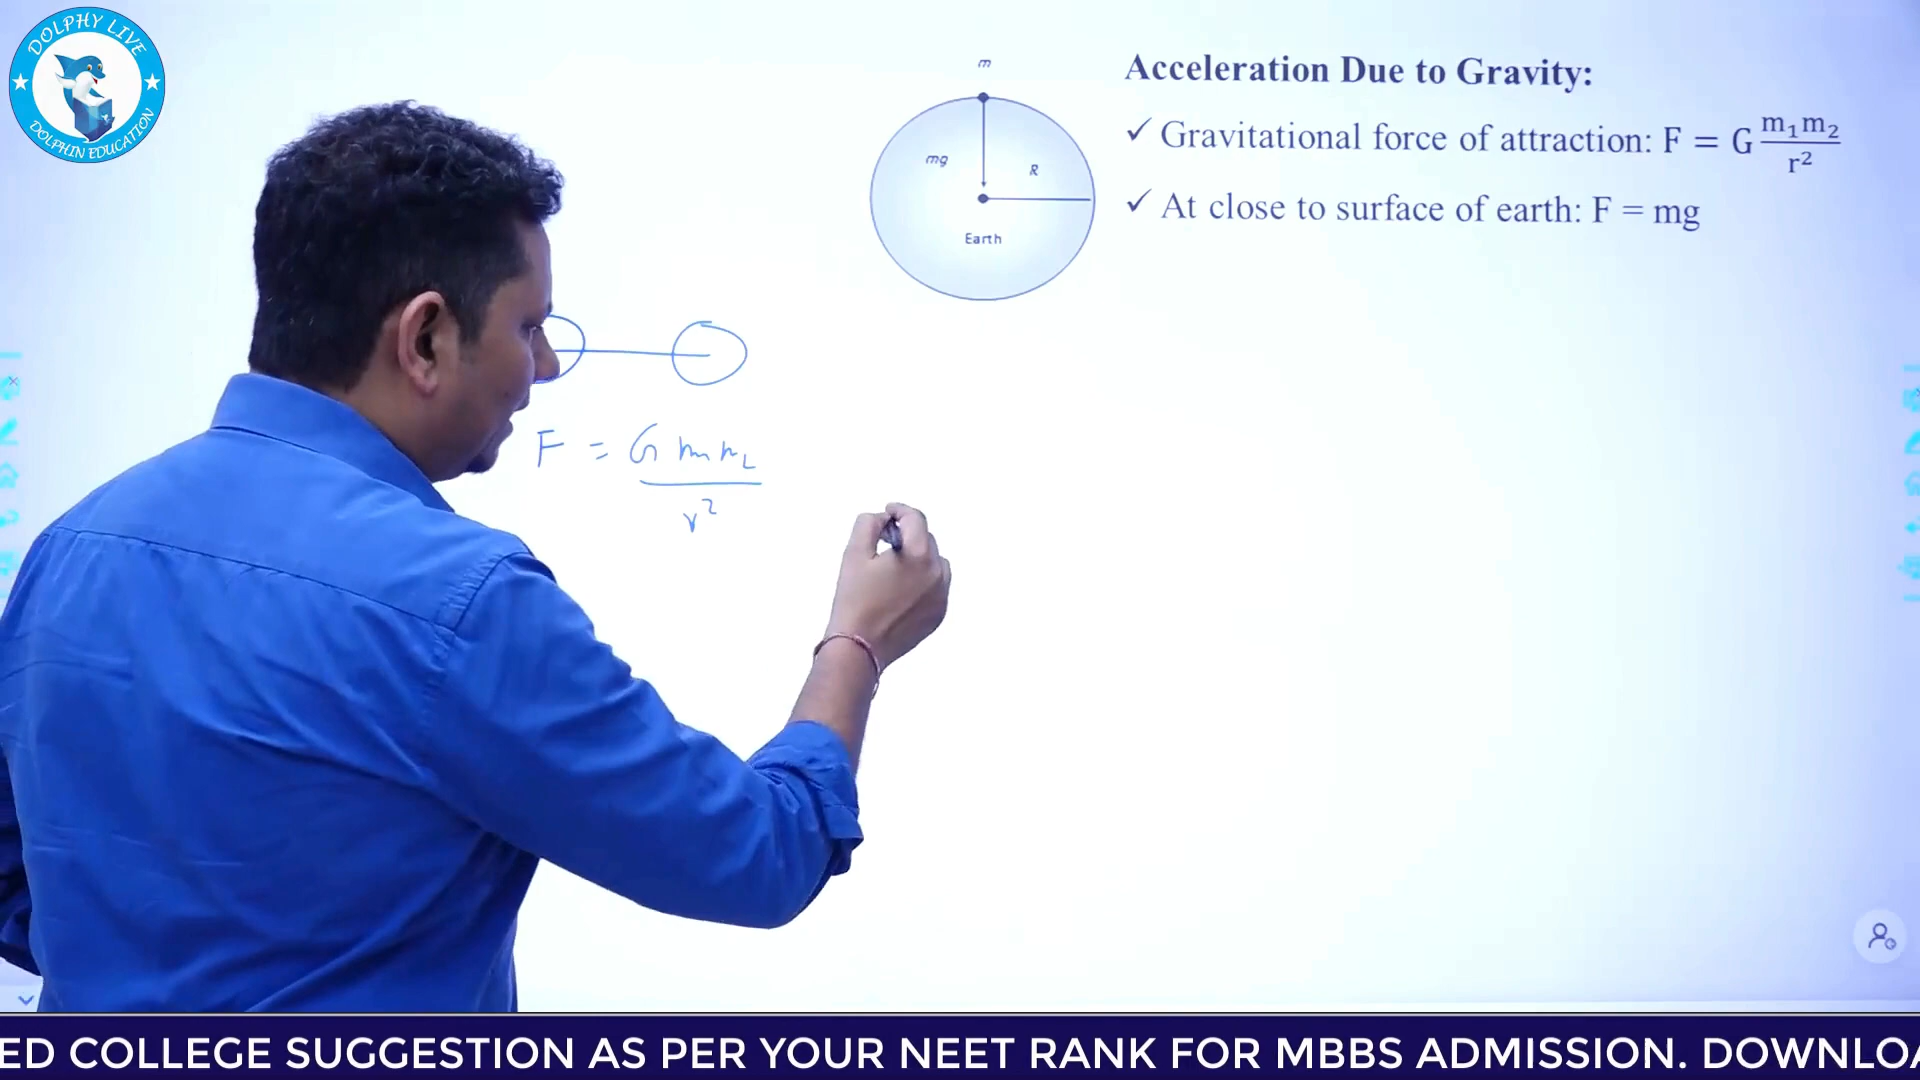 DOLPHY LIVE
DOLPHIN EDUCATION
m
mg
R
Earth
Acceleration Due to Gravity:
✓ Gravitational force of attraction: F = G m₁m₂ / r²
✓ At close to surface of earth: F = mg
F = G m m₂ / r²
ED COLLEGE SUGGESTION AS PER YOUR NEET RANK FOR MBBS ADMISSION. DOWNLOA